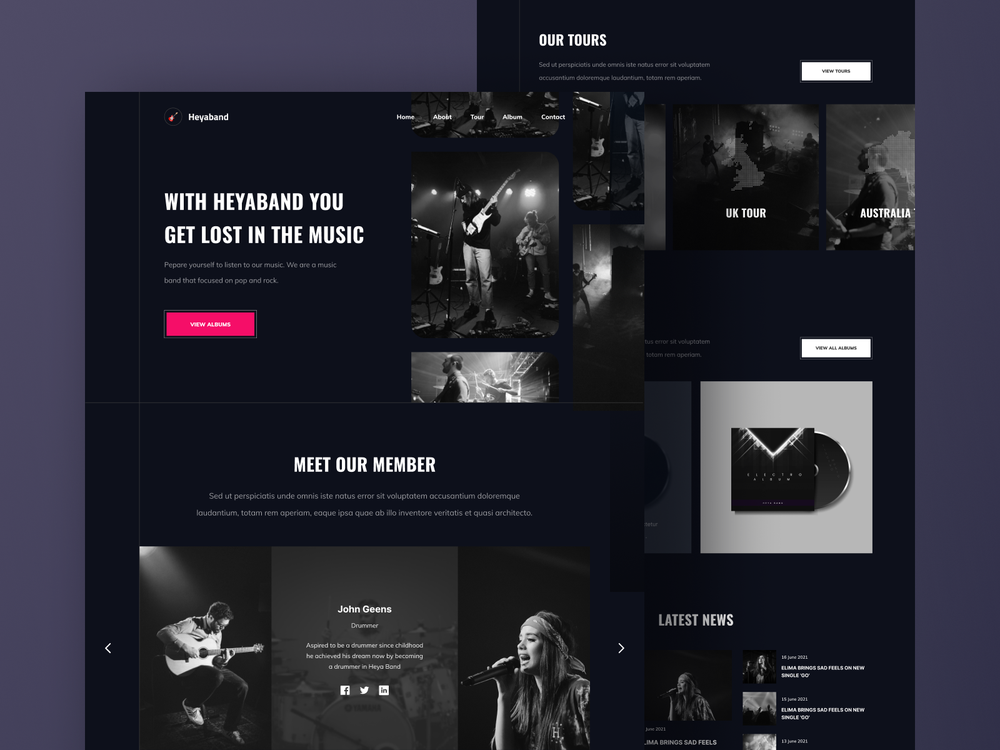 OUR TOURS
Sed ut perspiciatis unde omnis iste natus error sit voluptatem
accusantium doloremque laudantium, totam rem aperiam.
VIEW TOURS
UK TOUR
AUSTRALIA
Heyaband
Home About Tour Album Contact
WITH HEYABAND YOU
GET LOST IN THE MUSIC
Pepare yourself to listen to our music. We are a music
band that focused on pop and rock.
VIEW ALBUMS
error sit voluptatem
totam rem aperiam.
VIEW ALL ALBUMS
ELECTRO
ALBUM
MEET OUR MEMBER
Sed ut perspiciatis unde omnis iste natus error sit voluptatem accusantium doloremque
laudantium, totam rem aperiam, eaque ipsa quae ab illo inventore veritatis et quasi architecto.
John Geens
Drummer
Aspired to be a drummer since childhood
he achieved his dream now by becoming
a drummer in Heya Band
LATEST NEWS
16 June 2021
ELIMA BRINGS SAD FEELS ON NEW
SINGLE 'GO'
15 June 2021
ELIMA BRINGS SAD FEELS ON NEW
SINGLE 'GO'
13 June 2021
2021
BRINGS SAD FEELS